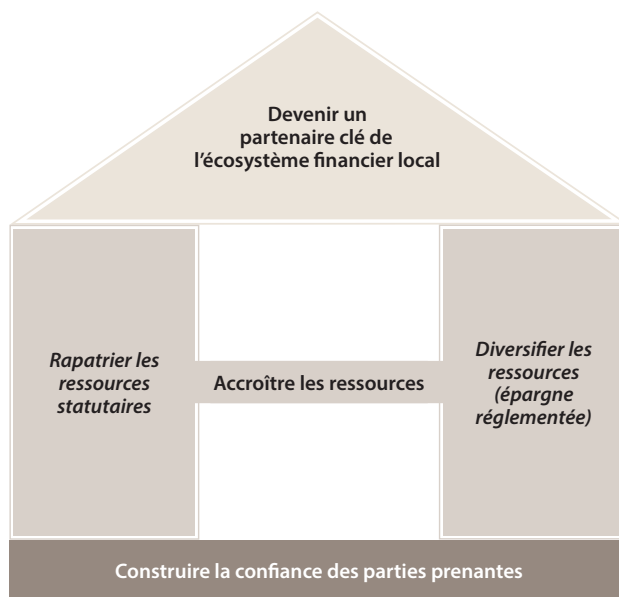 Devenir un
partenaire clé de
l'écosystème financier local
Rapatrier les
ressources
statutaires
Accroître les ressources
Diversifier les
ressources
(épargne
réglementée)
Construire la confiance des parties prenantes